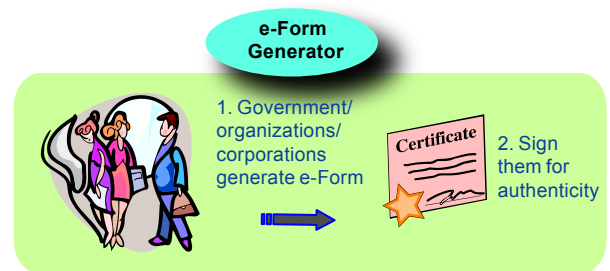 e-Form
Generator
1. Government/
organizations/
corporations
generate e-Form
Certificate
2. Sign
them for
authenticity